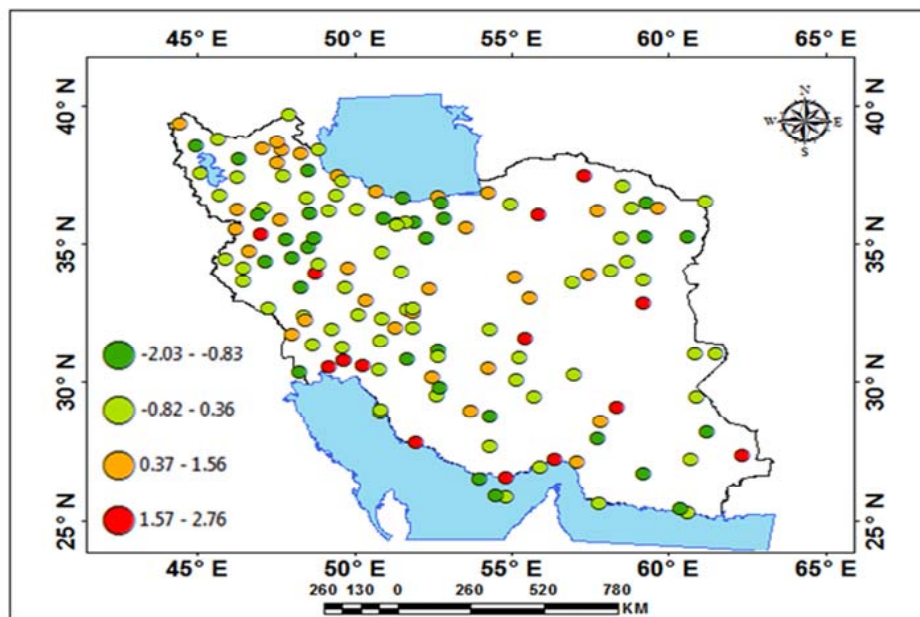 45° E 50° E 55° E 60° E 65° E
40° N 40° N
N
W E
S
35° N 35° N
-2.03 - -0.83
30° N 30° N
-0.82 - 0.36
0.37 - 1.56
1.57 - 2.76
25° N 25° N
45° E 50° E 55° E 60° E 65° E
260 130 0 260 520 780
KM